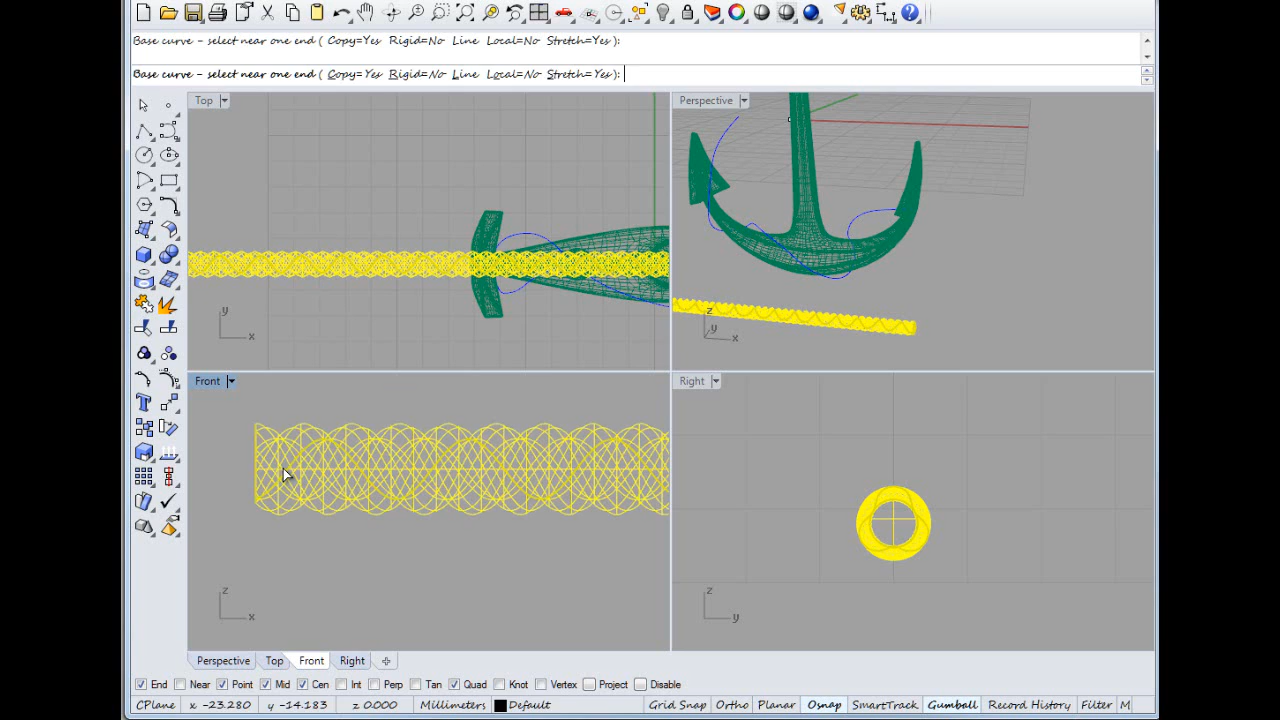 Base curve - select near one end ( Copy=Yes Rigid=No Line Local=No Stretch=Yes):
Base curve - select near one end ( Copy=Yes Rigid=No Line Local=No Stretch=Yes):
Top
Perspective
y
x
z
y
x
Front
Right
z
x
z
y
Perspective Top Front Right
End Near Point Mid Cen Int Perp Tan Quad Knot Vertex Project Disable
CPlane x -23.280 y -14.183 z 0.000 Millimeters Default Grid Snap Ortho Planar Osnap SmartTrack Gumball Record History Filter M